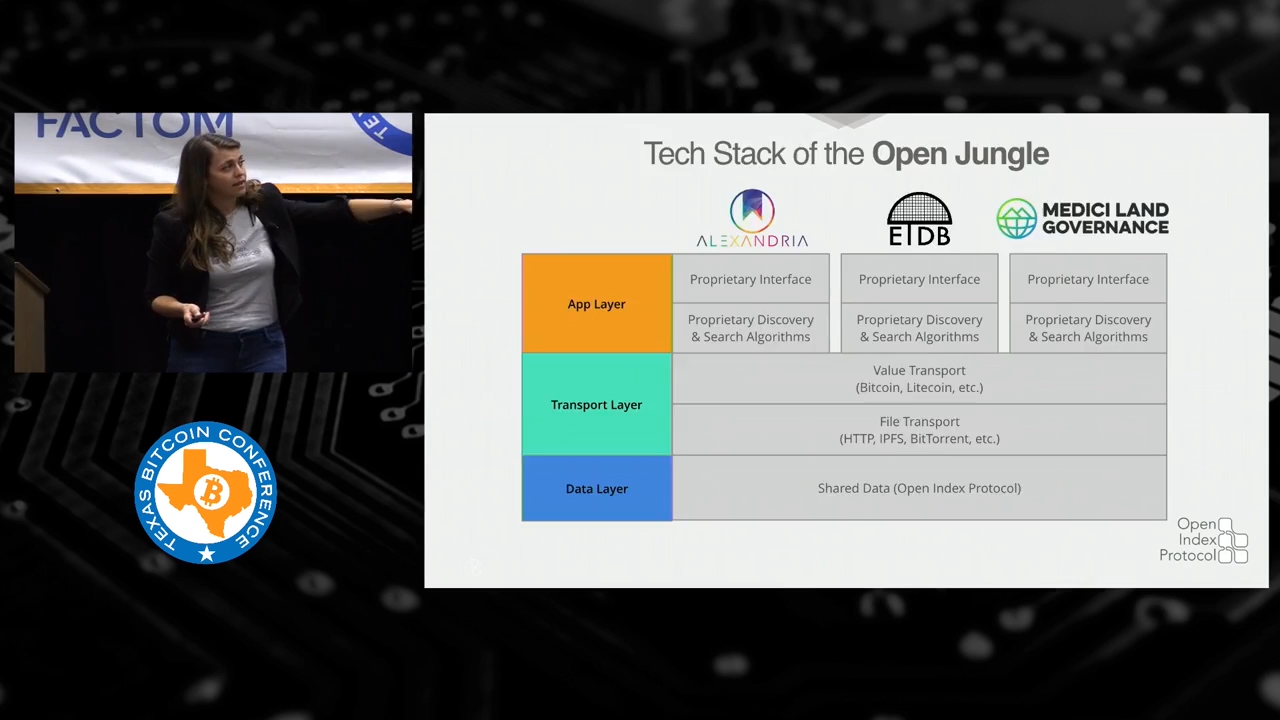 FACTOM
TEXAS BITCOIN CONFERENCE
Tech Stack of the Open Jungle
ALEXANDRIA
ETDB
MEDICI LAND
GOVERNANCE
App Layer
Proprietary Interface
Proprietary Interface
Proprietary Interface
Proprietary Discovery
& Search Algorithms
Proprietary Discovery
& Search Algorithms
Proprietary Discovery
& Search Algorithms
Transport Layer
Value Transport
(Bitcoin, Litecoin, etc.)
File Transport
(HTTP, IPFS, BitTorrent, etc.)
Data Layer
Shared Data (Open Index Protocol)
Open
Index
Protocol